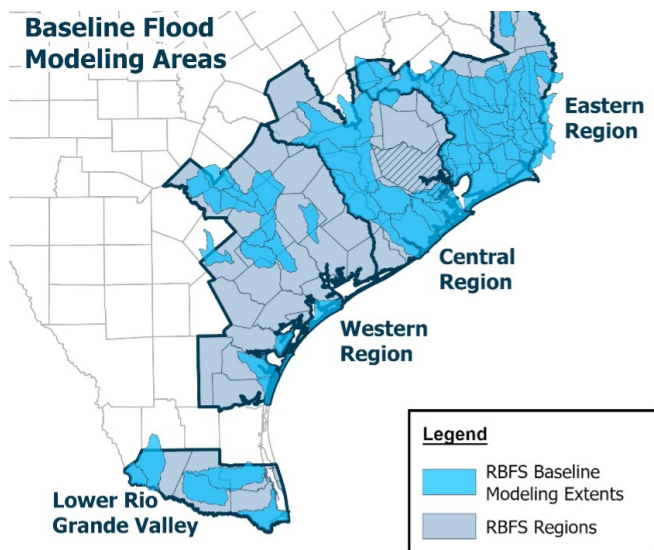 Baseline Flood
Modeling Areas
Eastern
Region
Central
Region
Western
Region
Lower Rio
Grande Valley
Legend
RBFS Baseline
Modeling Extents
RBFS Regions